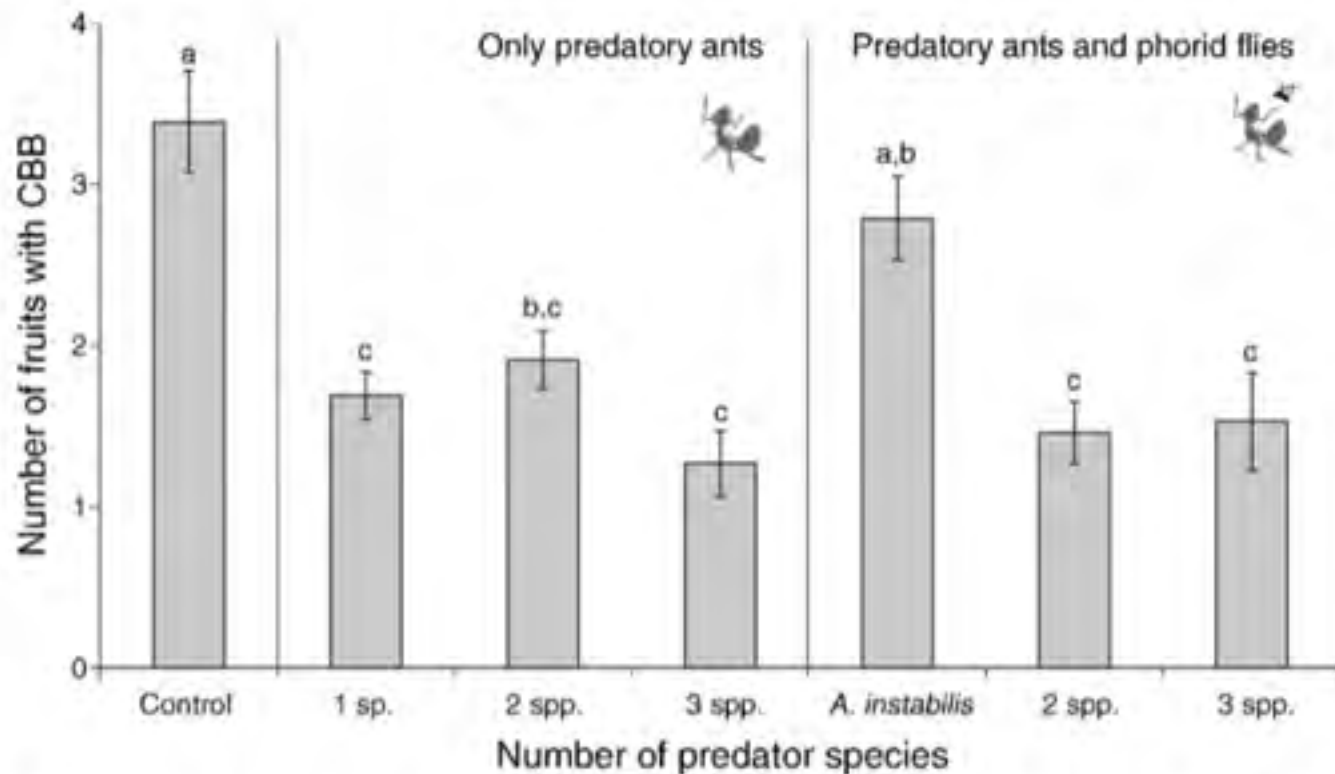 4
3
2
1
0
Number of fruits with CBB
Only predatory ants
Predatory ants and phorid flies
a
c
b,c
c
a,b
c
c
Control
1 sp.
2 spp.
3 spp.
A. instabilis
2 spp.
3 spp.
Number of predator species